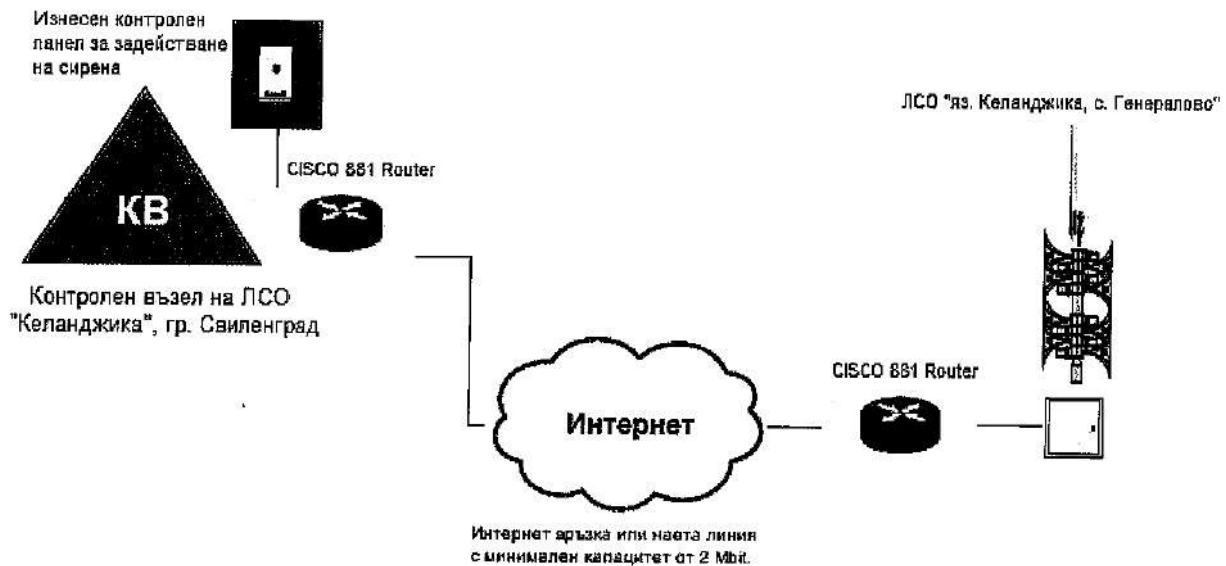 Изнесен контролен
панел за задействане
на сирена
КВ
CISCO 881 Router
Контролен възел на ЛСО
"Келанджика", гр. Свиленград
ЛСО "яз. Келанджика, с. Генералово"
CISCO 881 Router
Интернет
Интернет връзка или наета линия
с минимален капацитет от 2 Mbit.